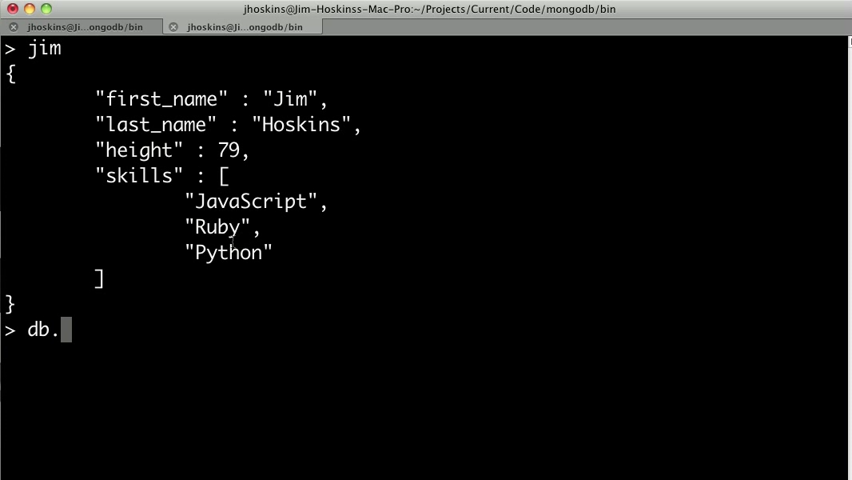 jhoskins@Jim-Hoskinss-Mac-Pro:~/Projects/Current/Code/mongodb/bin
jhoskins@Ji...ongodb/bin
jhoskins@Ji...ongodb/bin
> jim
{
"first_name" : "Jim",
"last_name" : "Hoskins",
"height" : 79,
"skills" : [
"JavaScript",
"Ruby",
"Python"
]
}
> db.